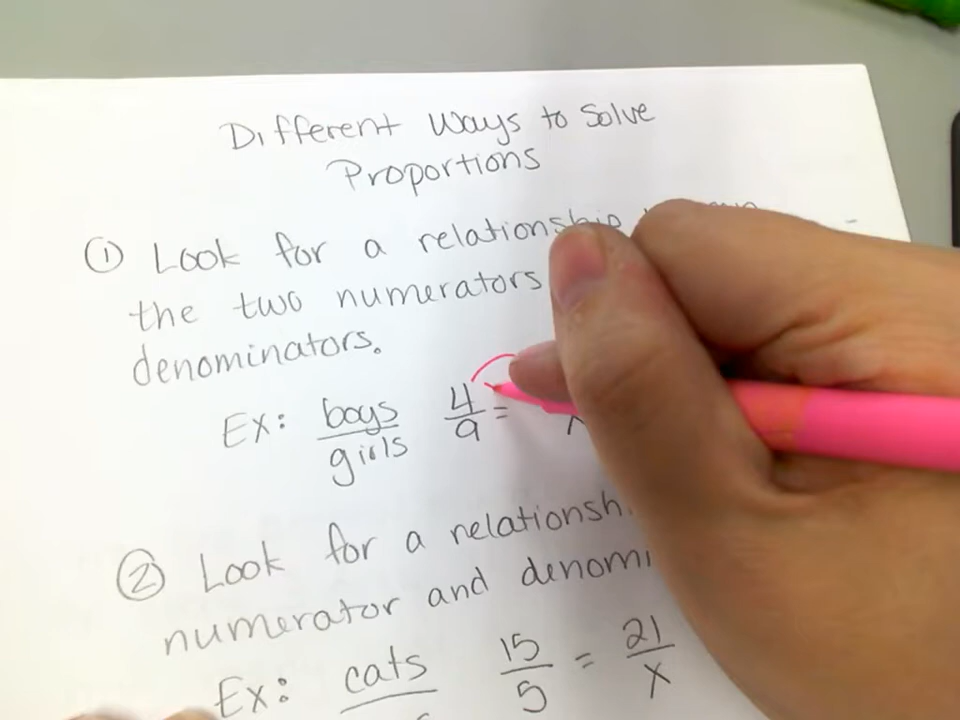 Different Ways to Solve
Proportions
① Look for a relationship
the two numerators
denominators.
Ex: boys/girls 4/9 =
② Look for a relationsh
numerator and denomi
Ex: cats 15/5 = 21/x